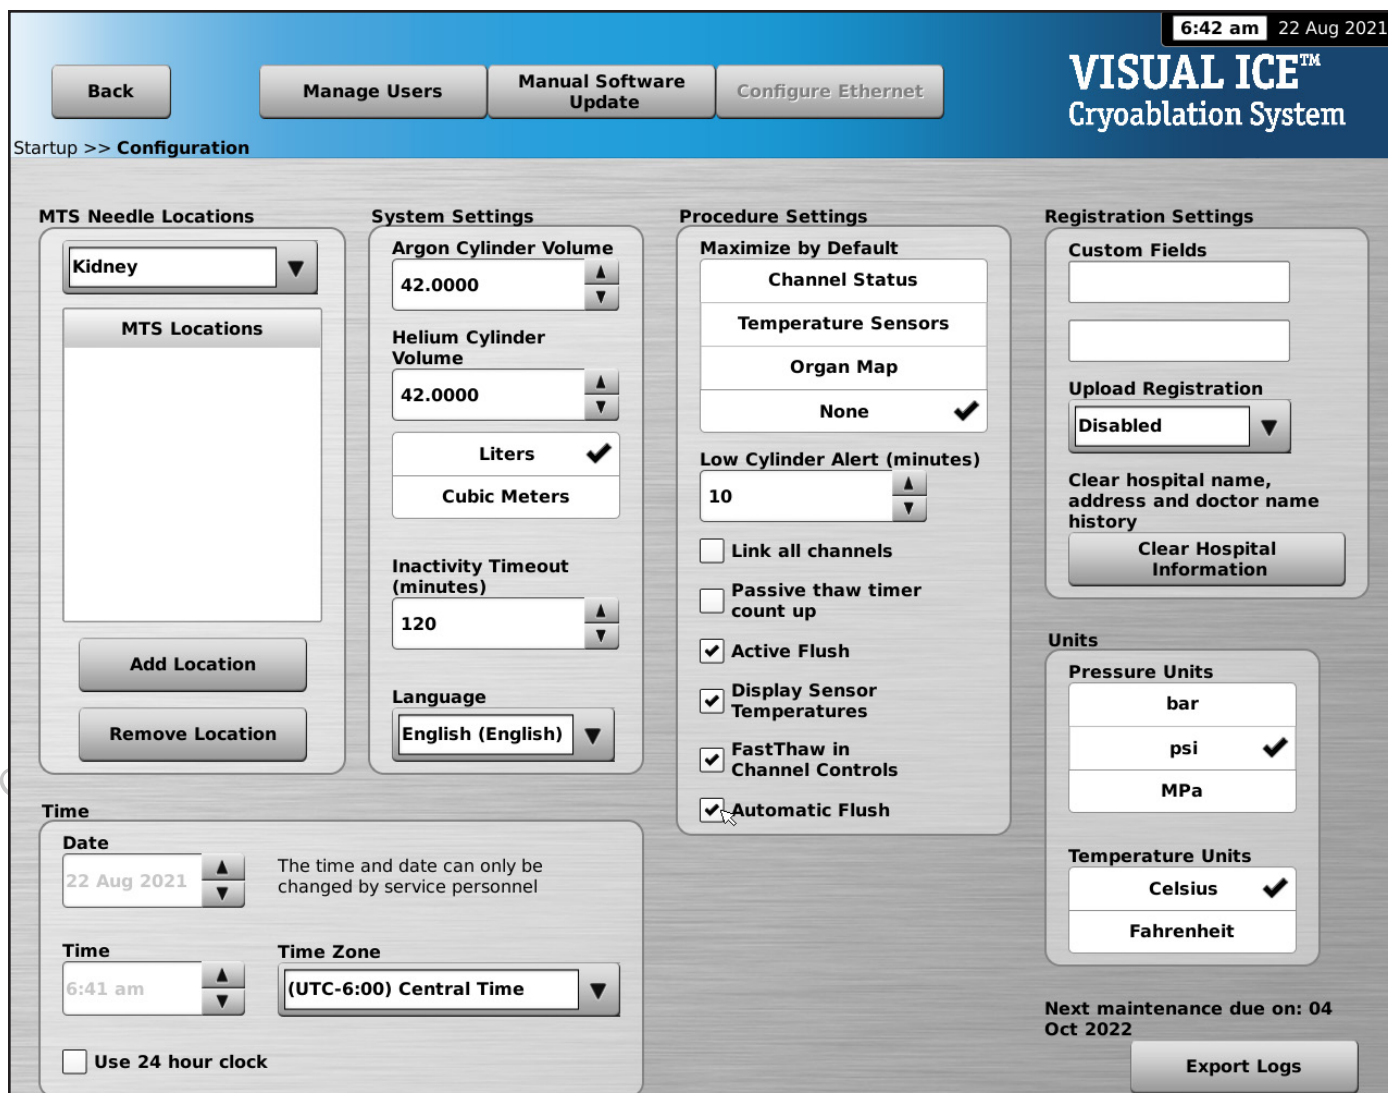 6:42 am 22 Aug 2021
VISUAL ICE™
Cryoablation System
Back
Manage Users
Manual Software
Update
Configure Ethernet
Startup >> Configuration
MTS Needle Locations
Kidney
MTS Locations
Add Location
Remove Location
System Settings
Argon Cylinder Volume
42.0000
Helium Cylinder
Volume
42.0000
Liters
Cubic Meters
Inactivity Timeout
(minutes)
120
Language
English (English)
Procedure Settings
Maximize by Default
Channel Status
Temperature Sensors
Organ Map
None
Low Cylinder Alert (minutes)
10
Link all channels
Passive thaw timer
count up
Active Flush
Display Sensor
Temperatures
FastThaw in
Channel Controls
Automatic Flush
Registration Settings
Custom Fields
Upload Registration
Disabled
Clear hospital name,
address and doctor name
history
Clear Hospital
Information
Units
Pressure Units
bar
psi
MPa
Temperature Units
Celsius
Fahrenheit
Time
Date
22 Aug 2021
The time and date can only be
changed by service personnel
Time
6:41 am
Time Zone
(UTC-6:00) Central Time
Use 24 hour clock
Next maintenance due on: 04
Oct 2022
Export Logs